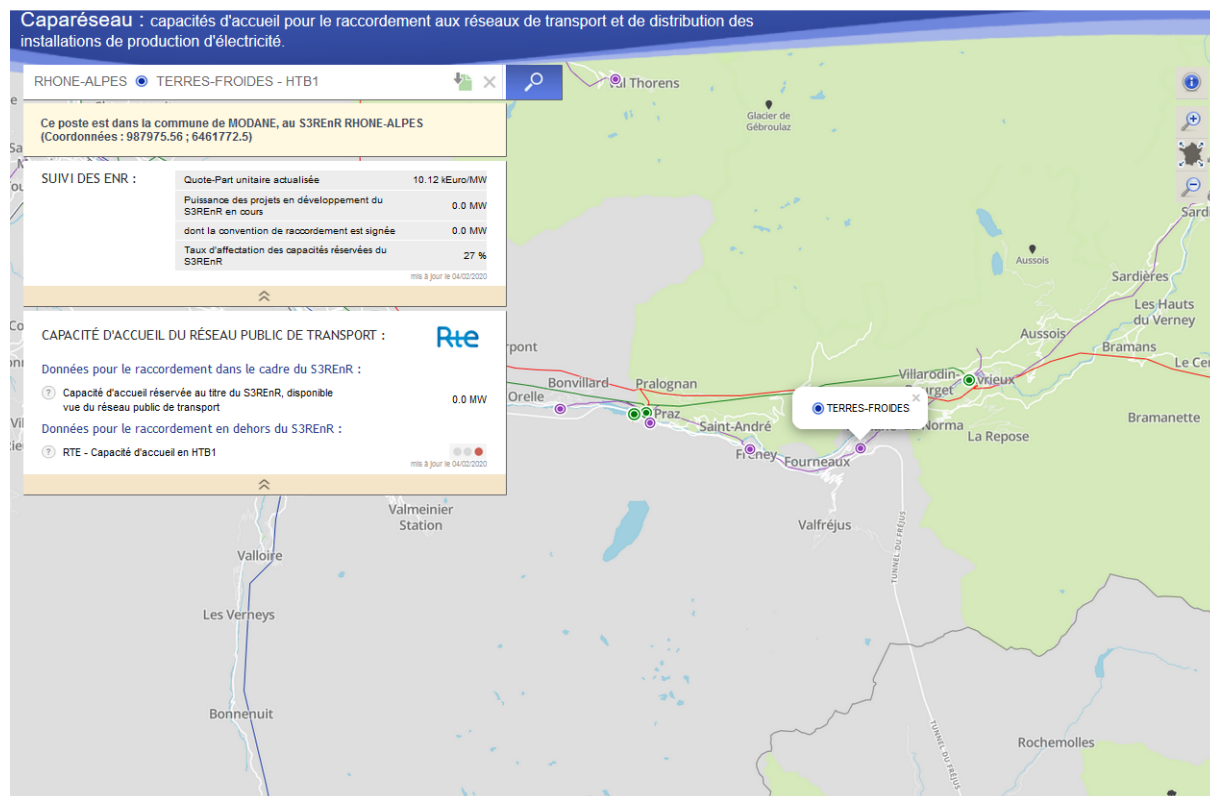 Caparéseau : capacités d'accueil pour le raccordement aux réseaux de transport et de distribution des
installations de production d'électricité.
RHONE-ALPES TERRES-FROIDES - HTB1
Ce poste est dans la commune de MODANE, au S3REnR RHONE-ALPES
(Coordonnées : 987975.56 ; 6461772.5)
SUIVI DES ENR :
Quote-Part unitaire actualisée 10.12 kEuro/MW
Puissance des projets en développement du
S3REnR en cours 0.0 MW
dont la convention de raccordement est signée 0.0 MW
Taux d'affectation des capacités réservées du
S3REnR 27 %
mis à jour le 04/02/2020
CAPACITÉ D'ACCUEIL DU RÉSEAU PUBLIC DE TRANSPORT :
Rte
Données pour le raccordement dans le cadre du S3REnR :
? Capacité d'accueil réservée au titre du S3REnR, disponible
vue du réseau public de transport 0.0 MW
Données pour le raccordement en dehors du S3REnR :
? RTE - Capacité d'accueil en HTB1
mis à jour le 04/02/2020
Thorens
Glacier de
Gébroulaz
Aussois
Sardières
Les Hauts
du Verney
Aussois
Bramans
Le Cer
Villarodin-
Bourget
vrieux
Bonvillard
Pralognan
Orelle
Praz
TERRES-FROIDES
Saint-André
Norma
La Repose
Bramanette
Freney
Fourneaux
Valmeinier
Station
Valfréjus
Valloire
TUNNEL DU FRÉJUS
Les Verneys
Bonnenuit
TUNNEL DU FRÉJUS
Rochemolles